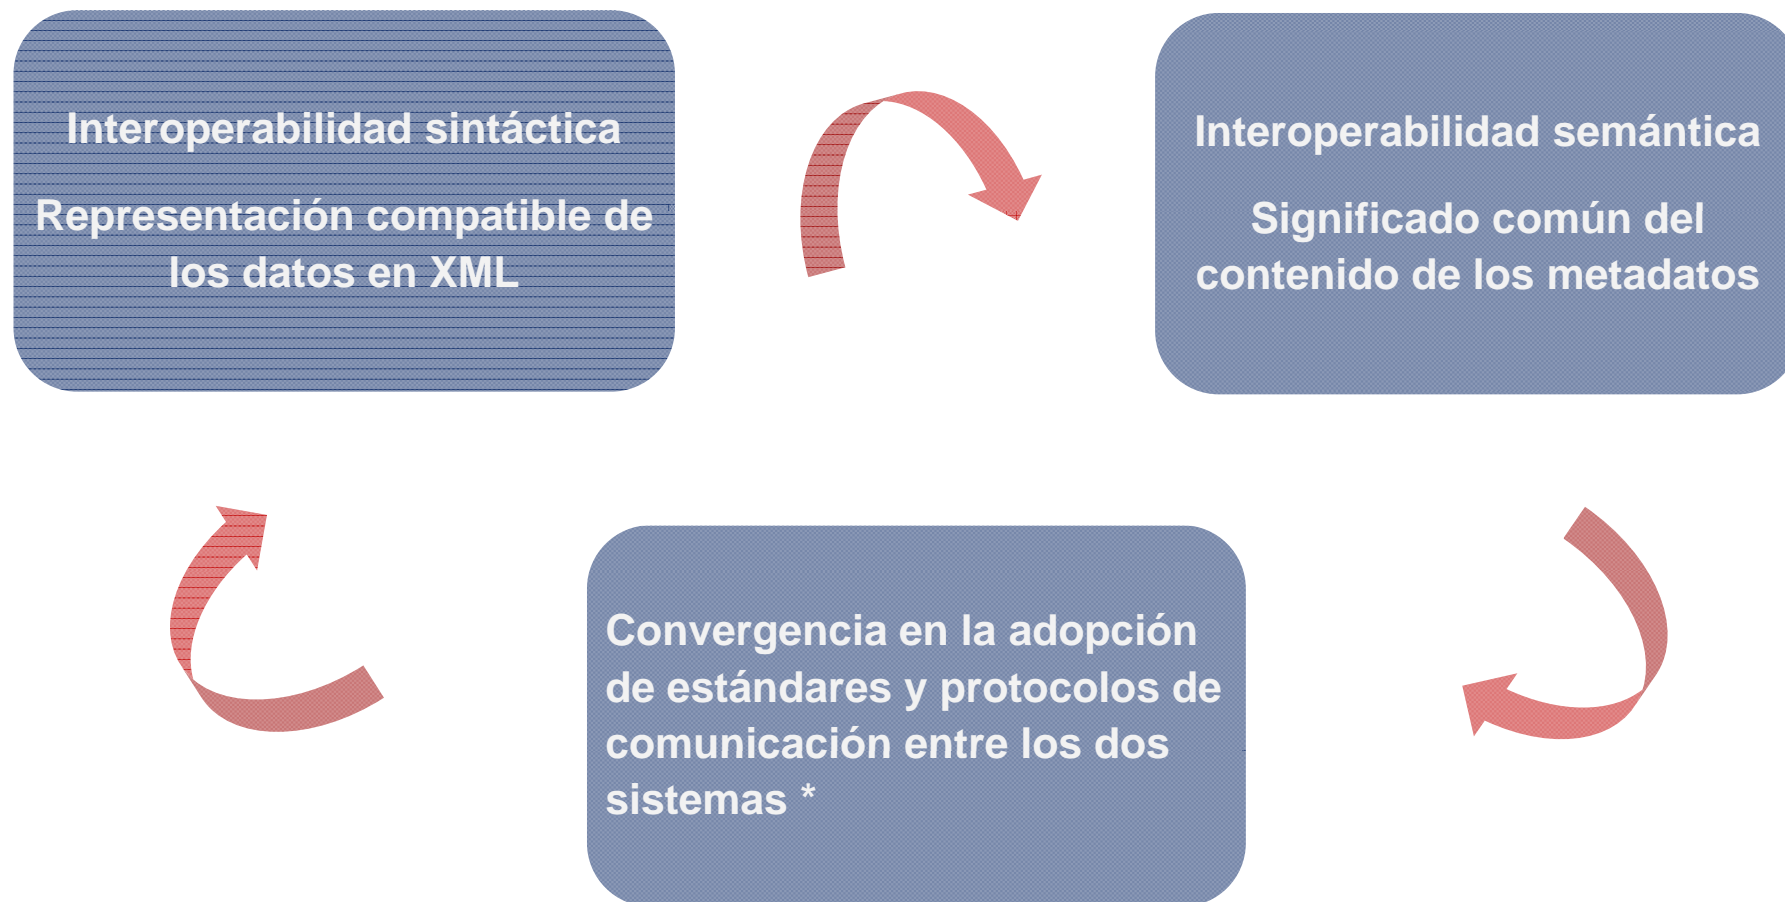 Interoperabilidad sintáctica
Representación compatible de
los datos en XML
Interoperabilidad semántica
Significado común del
contenido de los metadatos
Convergencia en la adopción
de estándares y protocolos de
comunicación entre los dos
sistemas *